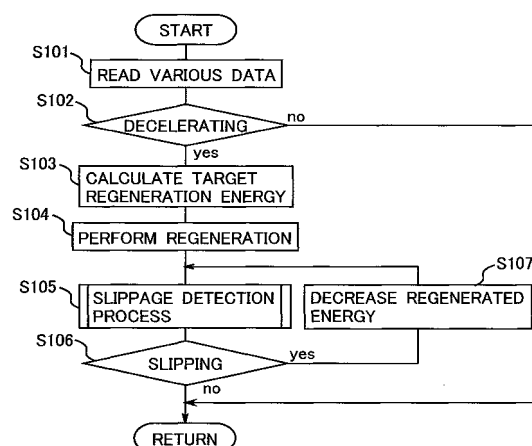 START
S101
READ VARIOUS DATA
S102
DECELERATING
no
yes
S103
CALCULATE TARGET
REGENERATION ENERGY
S104
PERFORM REGENERATION
S105
SLIPPAGE DETECTION
PROCESS
S107
DECREASE REGENERATED
ENERGY
S106
SLIPPING
yes
no
RETURN